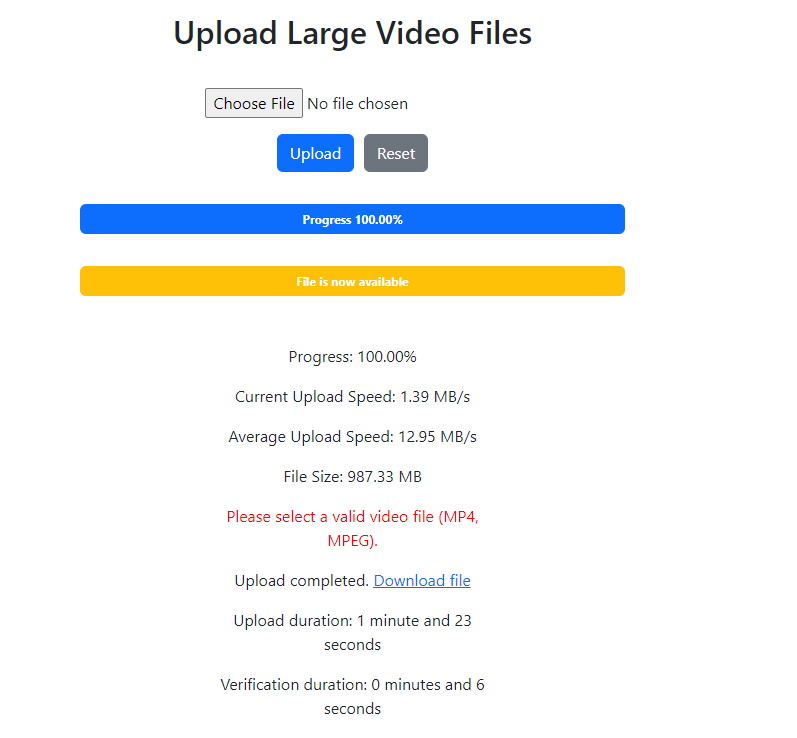 Upload Large Video Files
Choose File No file chosen
Upload Reset
Progress 100.00%
File is now available
Progress: 100.00%
Current Upload Speed: 1.39 MB/s
Average Upload Speed: 12.95 MB/s
File Size: 987.33 MB
Please select a valid video file (MP4,
MPEG).
Upload completed. Download file
Upload duration: 1 minute and 23
seconds
Verification duration: 0 minutes and 6
seconds